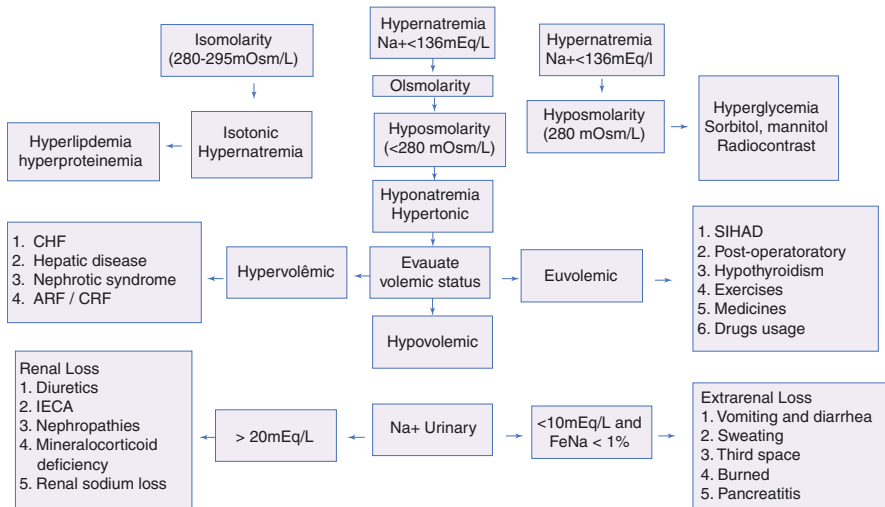 Isomolarity
(280-295mOsm/L)
Hypernatremia
Na+<136mEq/L
Hypernatremia
Na+<136mEq/l
Olsmolarity
Hyperlipdemia
hyperproteinemia
Isotonic
Hypernatremia
Hyposmolarity
(<280 mOsm/L)
Hyposmolarity
(280 mOsm/L)
Hyperglycemia
Sorbitol, mannitol
Radiocontrast
Hyponatremia
Hypertonic
1. CHF
2. Hepatic disease
3. Nephrotic syndrome
4. ARF / CRF
Hypervolêmic
Evauate
volemic status
Euvolemic
1. SIHAD
2. Post-operatoratory
3. Hypothyroidism
4. Exercises
5. Medicines
6. Drugs usage
Hypovolemic
Renal Loss
1. Diuretics
2. IECA
3. Nephropathies
4. Mineralocorticoid
deficiency
5. Renal sodium loss
> 20mEq/L
Na+ Urinary
<10mEq/L and
FeNa < 1%
Extrarenal Loss
1. Vomiting and diarrhea
2. Sweating
3. Third space
4. Burned
5. Pancreatitis